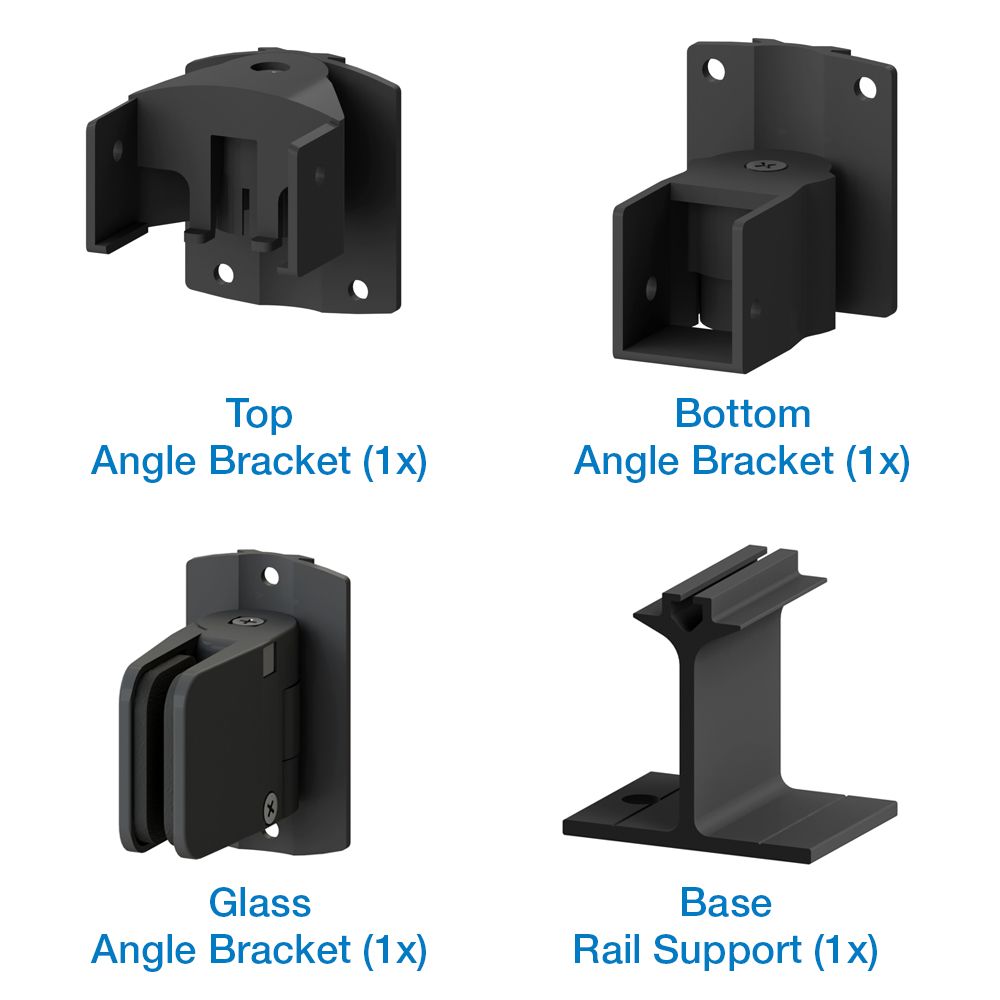 Top
Angle Bracket (1x)
Bottom
Angle Bracket (1x)
Glass
Angle Bracket (1x)
Base
Rail Support (1x)